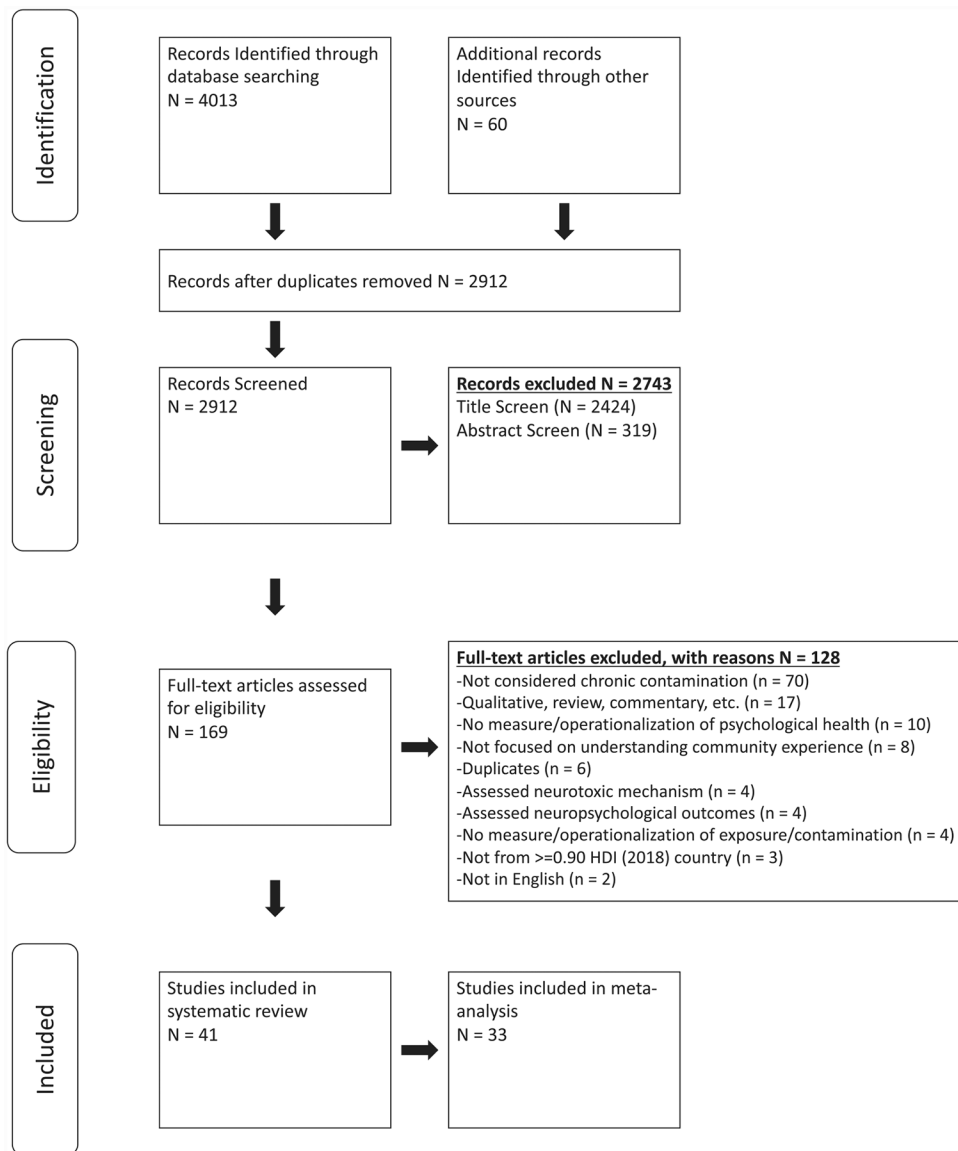 Identification
Records Identified through
database searching
N = 4013
Additional records
Identified through other
sources
N = 60
Records after duplicates removed N = 2912
Screening
Records Screened
N = 2912
Records excluded N = 2743
Title Screen (N = 2424)
Abstract Screen (N = 319)
Eligibility
Full-text articles assessed
for eligibility
N = 169
Full-text articles excluded, with reasons N = 128
-Not considered chronic contamination (n = 70)
-Qualitative, review, commentary, etc. (n = 17)
-No measure/operationalization of psychological health (n = 10)
-Not focused on understanding community experience (n = 8)
-Duplicates (n = 6)
-Assessed neurotoxic mechanism (n = 4)
-Assessed neuropsychological outcomes (n = 4)
-No measure/operationalization of exposure/contamination (n = 4)
-Not from >=0.90 HDI (2018) country (n = 3)
-Not in English (n = 2)
Included
Studies included in
systematic review
N = 41
Studies included in meta-
analysis
N = 33